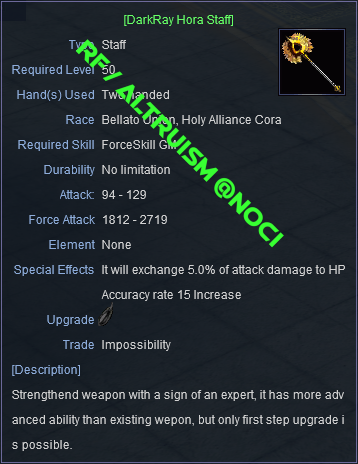 [DarkRay Hora Staff]
Type Staff
Required Level 50
Hand(s) Used Two handed
Race Bellato Union, Holy Alliance Cora
Required Skill ForceSkill
Durability No limitation
Attack: 94 - 129
Force Attack 1812 - 2719
Element None
Special Effects It will exchange 5.0% of attack damage to HP
Accuracy rate 15 Increase
Upgrade
Trade Impossibility
[Description]
Strengthend weapon with a sign of an expert, it has more adv
anced ability than existing wepon, but only first step upgrade i
s possible.
RF/ ALTRUISM @NOCI